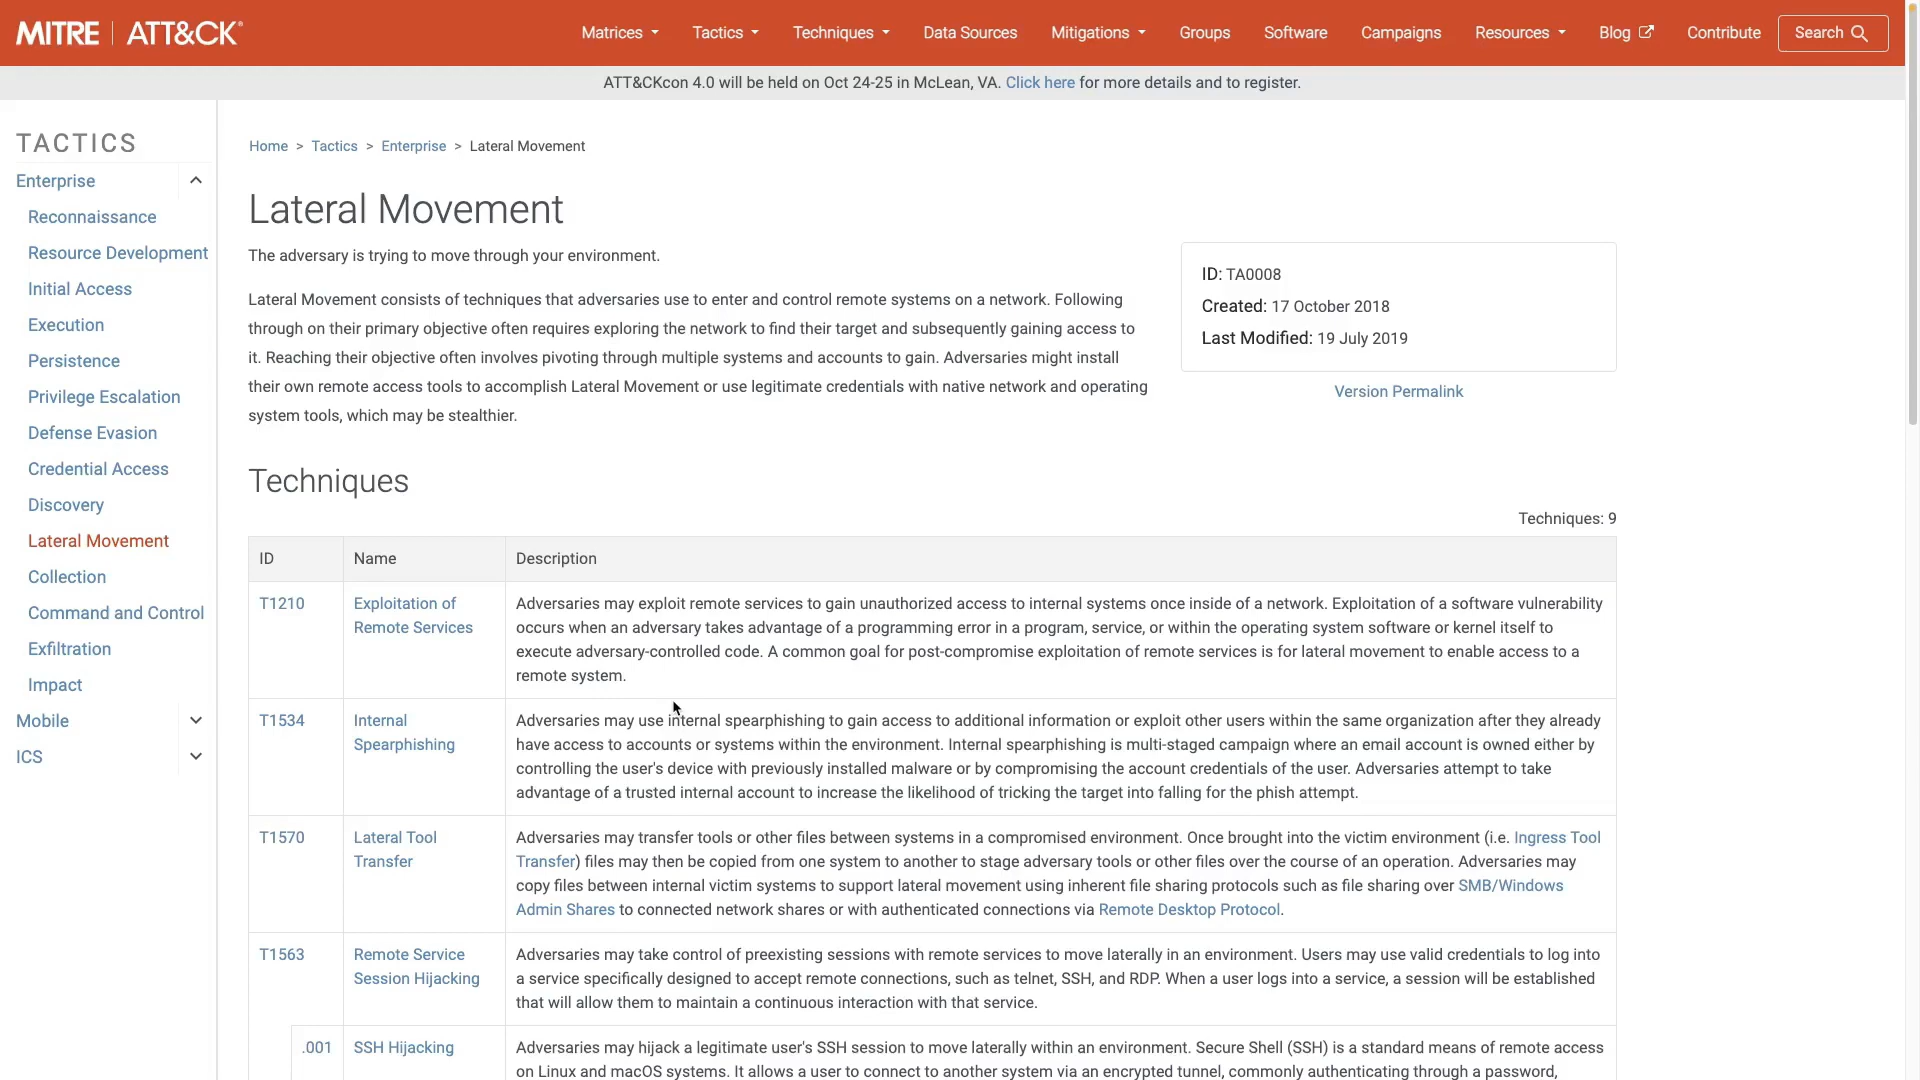 MITRE | ATT&CK®
Matrices
Tactics
Techniques
Data Sources
Mitigations
Groups
Software
Campaigns
Resources
Blog
Contribute
Search
ATT&CKcon 4.0 will be held on Oct 24-25 in McLean, VA. Click here for more details and to register.
TACTICS
Enterprise
Reconnaissance
Resource Development
Initial Access
Execution
Persistence
Privilege Escalation
Defense Evasion
Credential Access
Discovery
Lateral Movement
Collection
Command and Control
Exfiltration
Impact
Mobile
ICS
Home > Tactics > Enterprise > Lateral Movement
Lateral Movement
The adversary is trying to move through your environment.
Lateral Movement consists of techniques that adversaries use to enter and control remote systems on a network. Following
through on their primary objective often requires exploring the network to find their target and subsequently gaining access to
it. Reaching their objective often involves pivoting through multiple systems and accounts to gain. Adversaries might install
their own remote access tools to accomplish Lateral Movement or use legitimate credentials with native network and operating
system tools, which may be stealthier.
ID: TA0008
Created: 17 October 2018
Last Modified: 19 July 2019
Version Permalink
Techniques
Techniques: 9
ID
Name
Description
T1210
Exploitation of
Remote Services
Adversaries may exploit remote services to gain unauthorized access to internal systems once inside of a network. Exploitation of a software vulnerability
occurs when an adversary takes advantage of a programming error in a program, service, or within the operating system software or kernel itself to
execute adversary-controlled code. A common goal for post-compromise exploitation of remote services is for lateral movement to enable access to a
remote system.
T1534
Internal
Spearphishing
Adversaries may use internal spearphishing to gain access to additional information or exploit other users within the same organization after they already
have access to accounts or systems within the environment. Internal spearphishing is multi-staged campaign where an email account is owned either by
controlling the user's device with previously installed malware or by compromising the account credentials of the user. Adversaries attempt to take
advantage of a trusted internal account to increase the likelihood of tricking the target into falling for the phish attempt.
T1570
Lateral Tool
Transfer
Adversaries may transfer tools or other files between systems in a compromised environment. Once brought into the victim environment (i.e. Ingress Tool
Transfer) files may then be copied from one system to another to stage adversary tools or other files over the course of an operation. Adversaries may
copy files between internal victim systems to support lateral movement using inherent file sharing protocols such as file sharing over SMB/Windows
Admin Shares to connected network shares or with authenticated connections via Remote Desktop Protocol.
T1563
Remote Service
Session Hijacking
Adversaries may take control of preexisting sessions with remote services to move laterally in an environment. Users may use valid credentials to log into
a service specifically designed to accept remote connections, such as telnet, SSH, and RDP. When a user logs into a service, a session will be established
that will allow them to maintain a continuous interaction with that service.
.001
SSH Hijacking
Adversaries may hijack a legitimate user's SSH session to move laterally within an environment. Secure Shell (SSH) is a standard means of remote access
on Linux and macOS systems. It allows a user to connect to another system via an encrypted tunnel, commonly authenticating through a password,